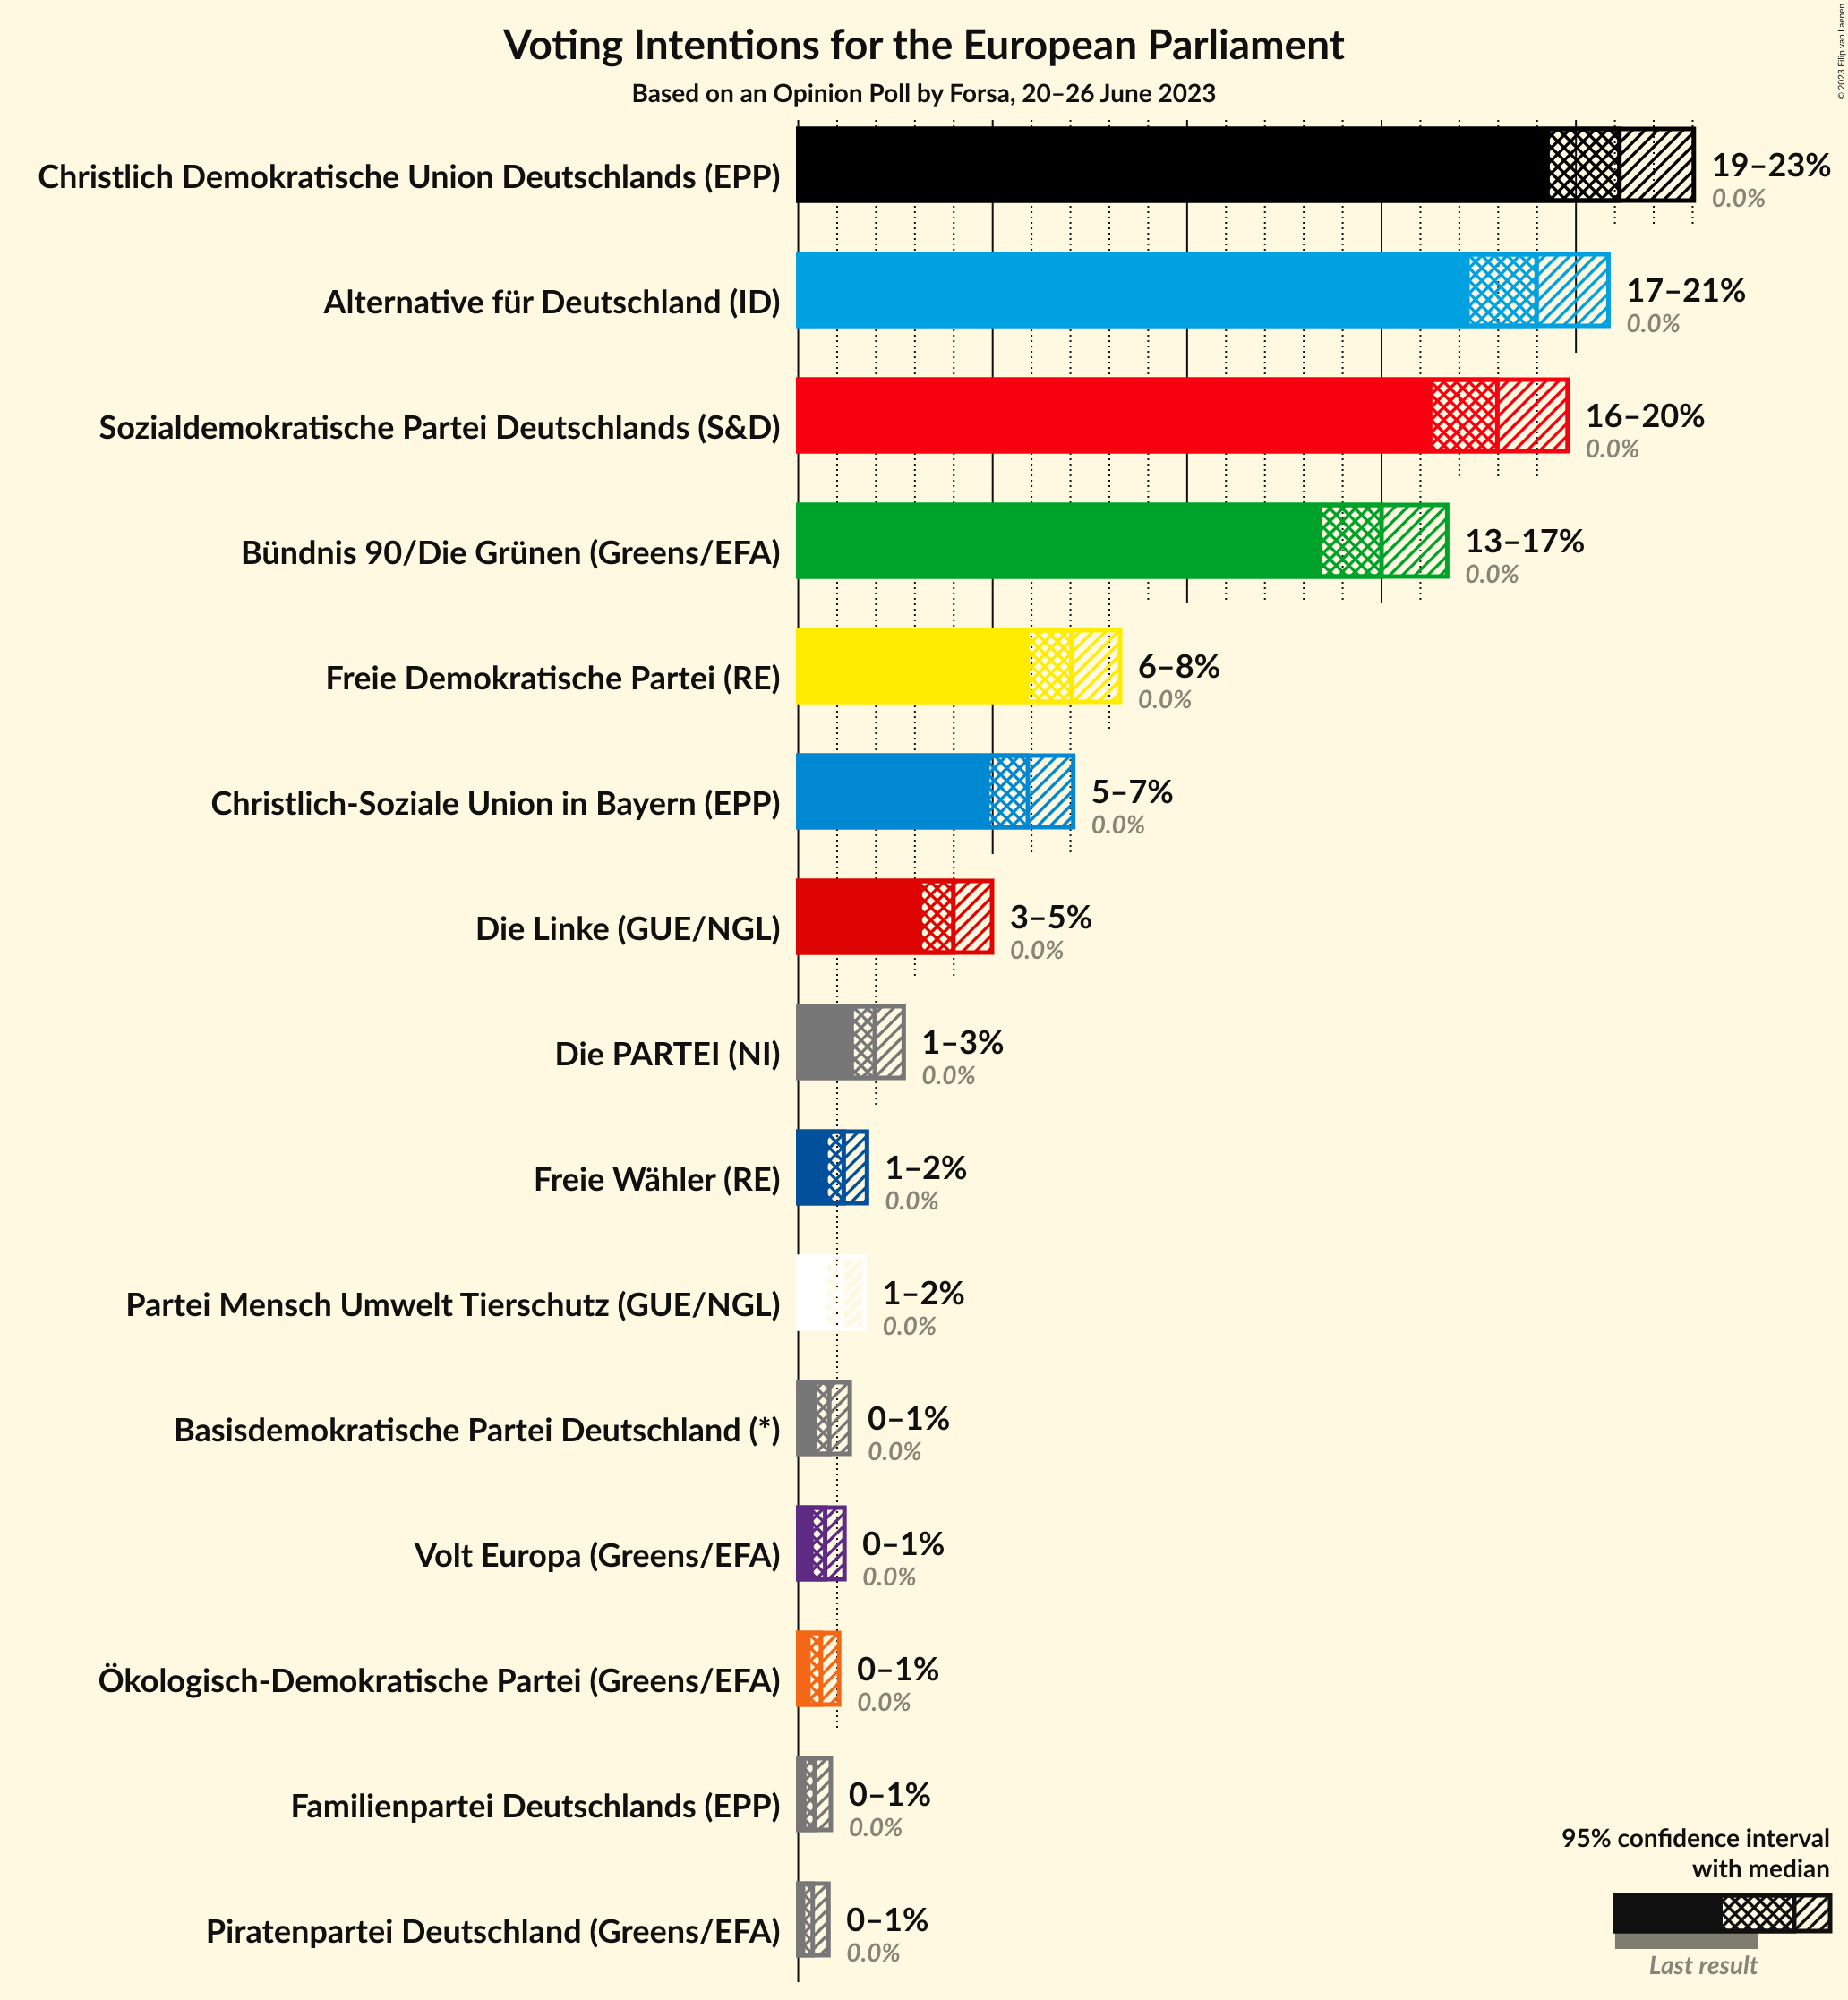 Voting Intentions for the European Parliament
Based on an Opinion Poll by Forsa, 20–26 June 2023
© 2023 Filip van Laenen
Christlich Demokratische Union Deutschlands (EPP)
19–23%
0.0%
Alternative für Deutschland (ID)
17–21%
0.0%
Sozialdemokratische Partei Deutschlands (S&D)
16–20%
0.0%
Bündnis 90/Die Grünen (Greens/EFA)
13–17%
0.0%
Freie Demokratische Partei (RE)
6–8%
0.0%
Christlich-Soziale Union in Bayern (EPP)
5–7%
0.0%
Die Linke (GUE/NGL)
3–5%
0.0%
Die PARTEI (NI)
1–3%
0.0%
Freie Wähler (RE)
1–2%
0.0%
Partei Mensch Umwelt Tierschutz (GUE/NGL)
1–2%
0.0%
Basisdemokratische Partei Deutschland (*)
0–1%
0.0%
Volt Europa (Greens/EFA)
0–1%
0.0%
Ökologisch-Demokratische Partei (Greens/EFA)
0–1%
0.0%
Familienpartei Deutschlands (EPP)
0–1%
0.0%
Piratenpartei Deutschland (Greens/EFA)
0–1%
0.0%
95% confidence interval
with median
Last result